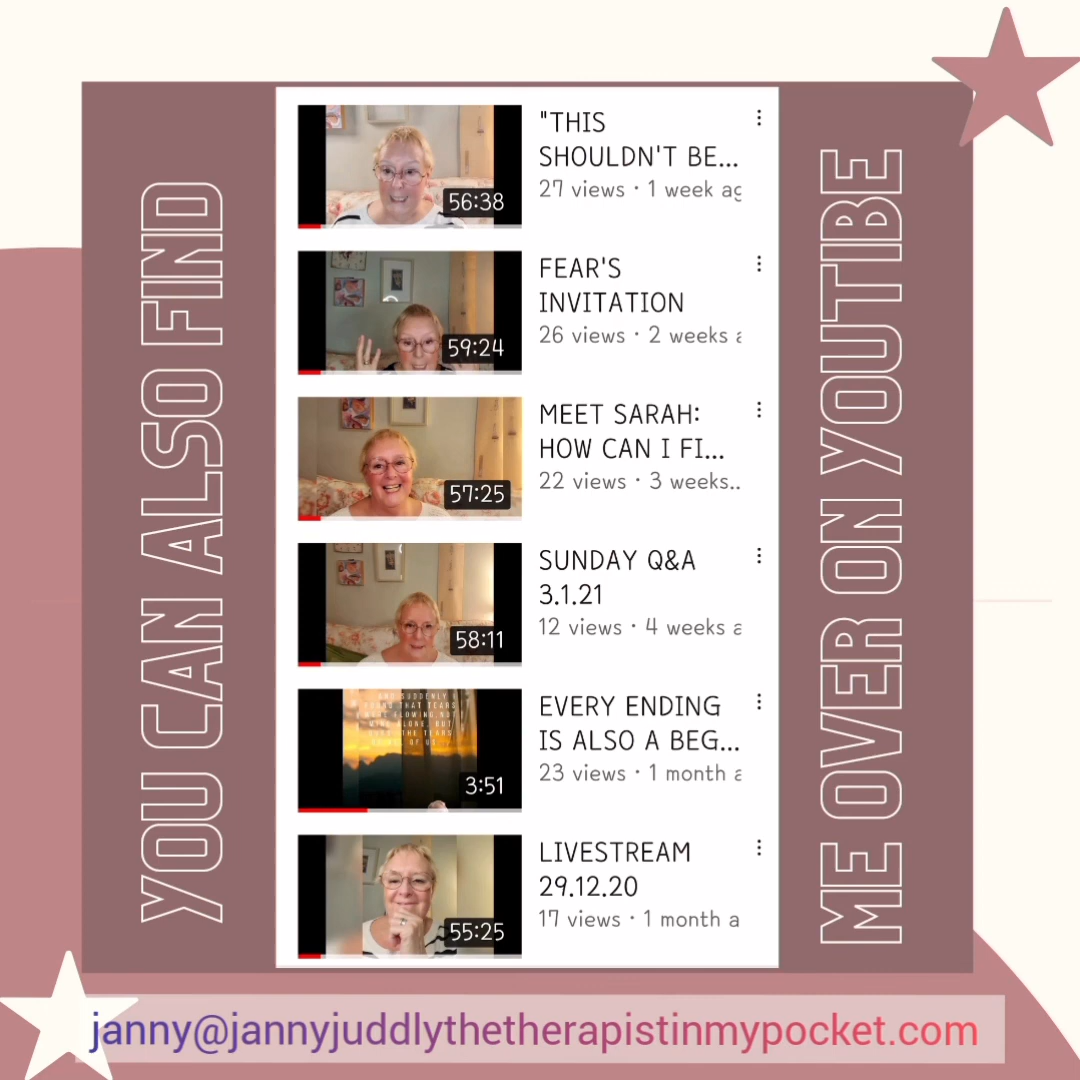 YOU CAN ALSO FIND
"THIS
SHOULDN'T BE...
27 views · 1 week ag
56:38
FEAR'S
INVITATION
26 views · 2 weeks a
59:24
MEET SARAH:
HOW CAN I FI...
22 views · 3 weeks..
57:25
SUNDAY Q&A
3.1.21
12 views · 4 weeks a
58:11
EVERY ENDING
IS ALSO A BEG...
23 views · 1 month a
3:51
LIVESTREAM
29.12.20
17 views · 1 month a
55:25
ME OVER ON YOUTIBE
janny@jannyjuddlythetherapistinmypocket.com